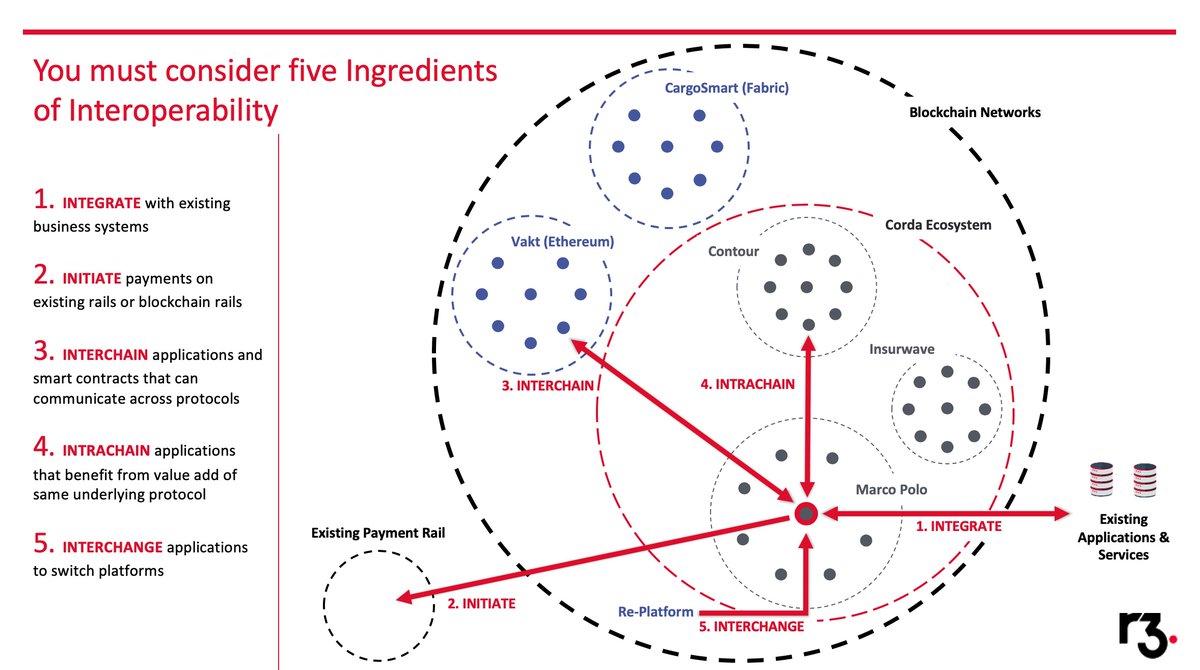 You must consider five Ingredients
of Interoperability
1. INTEGRATE with existing
business systems
2. INITIATE payments on
existing rails or blockchain rails
3. INTERCHAIN applications and
smart contracts that can
communicate across protocols
4. INTRACHAIN applications
that benefit from value add of
same underlying protocol
5. INTERCHANGE applications
to switch platforms
CargoSmart (Fabric)
Blockchain Networks
Vakt (Ethereum)
Contour
Corda Ecosystem
Insurwave
3. INTERCHAIN
4. INTRACHAIN
Marco Polo
1. INTEGRATE
Existing
Applications &
Services
Existing Payment Rail
2. INITIATE
Re-Platform
5. INTERCHANGE
r3.